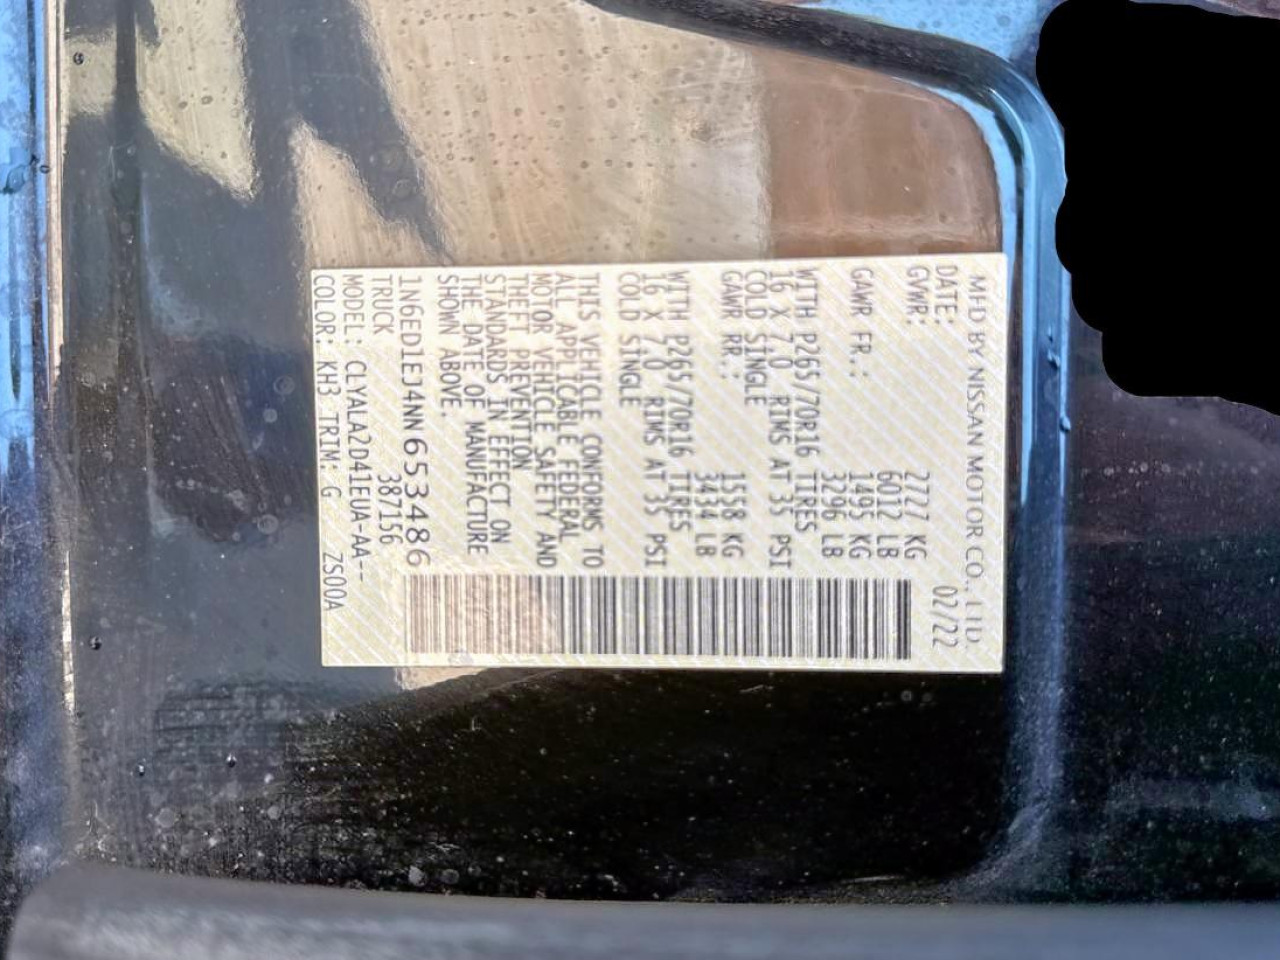 MFD BY NISSAN MOTOR CO., LTD.
DATE: 02/22
GVWR: 2727 KG
6012 LB
GAWR FR.: 1495 KG
3296 LB
WITH P265/70R16 TIRES
16 X 7.0 RIMS AT 35 PSI
COLD SINGLE
GAWR RR.: 1558 KG
3434 LB
WITH P265/70R16 TIRES
16 X 7.0 RIMS AT 35 PSI
COLD SINGLE
THIS VEHICLE CONFORMS TO
ALL APPLICABLE FEDERAL
MOTOR VEHICLE SAFETY AND
THEFT PREVENTION
STANDARDS IN EFFECT ON
THE DATE OF MANUFACTURE
SHOWN ABOVE.
1N6ED1EJ4NN653486
TRUCK 387156
MODEL: CLYALA2D41EUA-AA--
COLOR: KH3 TRIM: G ZS00A